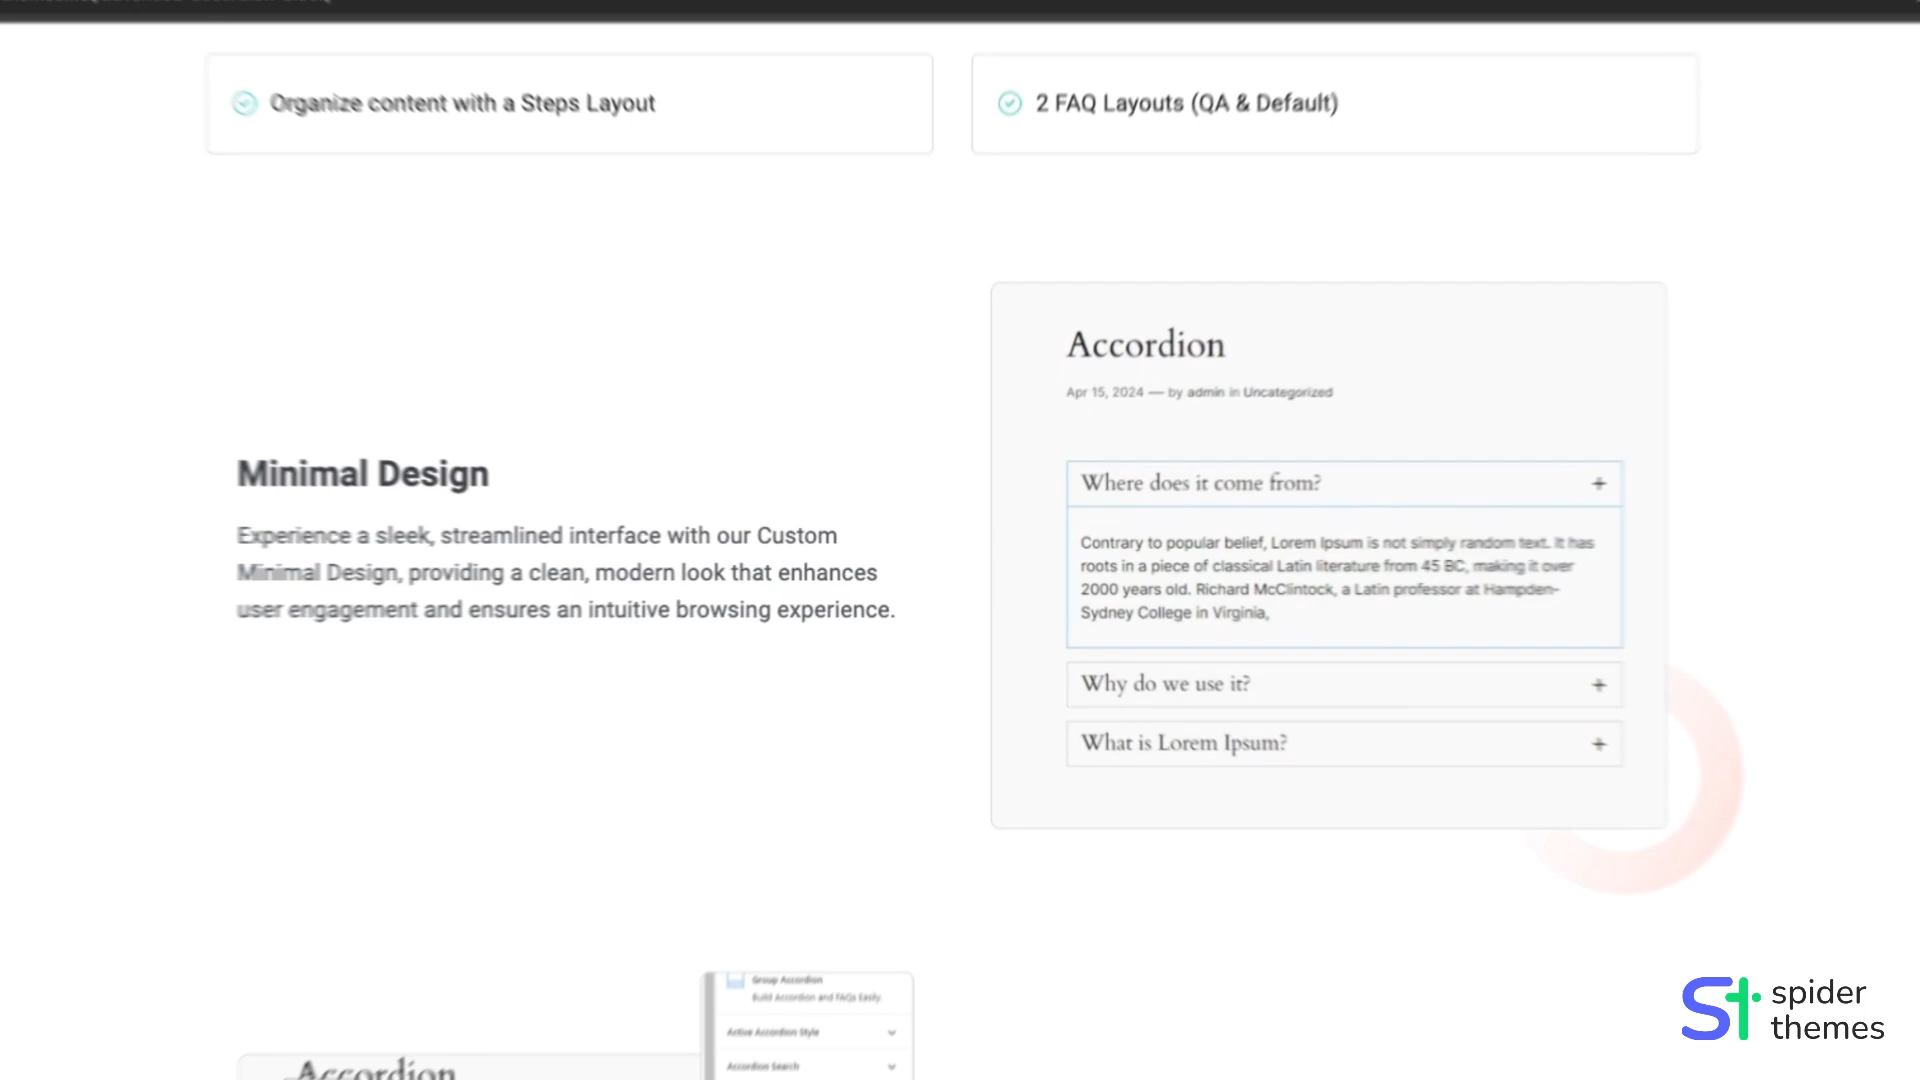 Organize content with a Steps Layout
2 FAQ Layouts (QA & Default)
Minimal Design
Experience a sleek, streamlined interface with our Custom
Minimal Design, providing a clean, modern look that enhances
user engagement and ensures an intuitive browsing experience.
Accordion
Apr 15, 2024 — by admin in Uncategorized
Where does it come from?
+
Contrary to popular belief, Lorem Ipsum is not simply random text. It has
roots in a piece of classical Latin literature from 45 BC, making it over
2000 years old. Richard McClintock, a Latin professor at Hampden-
Sydney College in Virginia,
Why do we use it?
+
What is Lorem Ipsum?
+
Group Accordion
Build Accordion and FAQs Easily.
Active Accordion Style
Accordion Search
Accordion
spider
themes